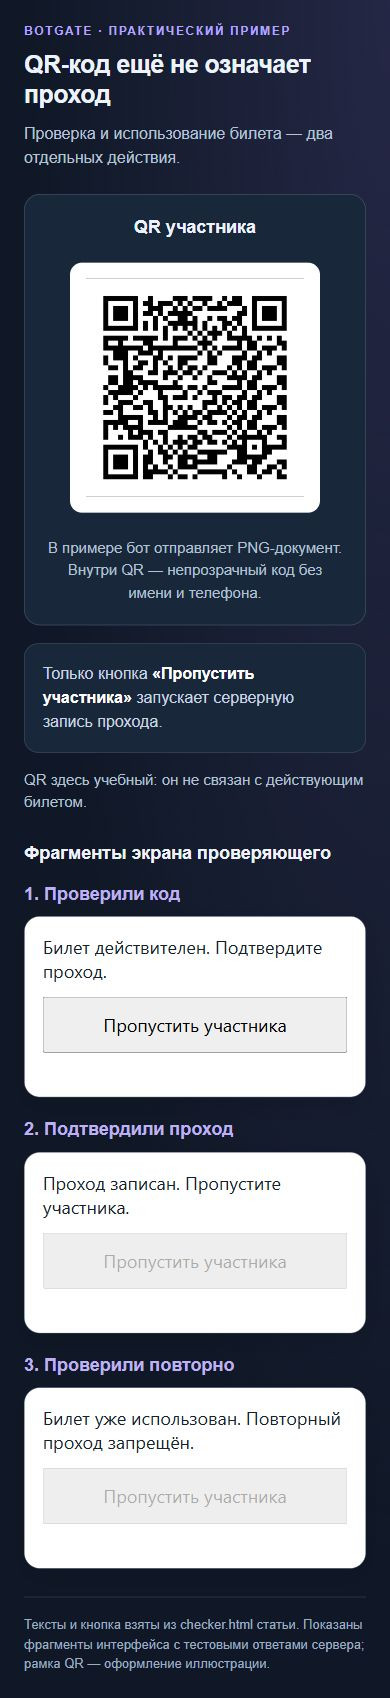 BOTGATE · ПРАКТИЧЕСКИЙ ПРИМЕР
QR-код ещё не означает
проход
Проверка и использование билета — два
отдельных действия.
QR участника
В примере бот отправляет PNG-документ.
Внутри QR — непрозрачный код без
имени и телефона.
Только кнопка «Пропустить
участника» запускает серверную
запись прохода.
QR здесь учебный: он не связан с действующим
билетом.
Фрагменты экрана проверяющего
1. Проверили код
Билет действителен. Подтвердите
проход.
Пропустить участника
2. Подтвердили проход
Проход записан. Пропустите
участника.
Пропустить участника
3. Проверили повторно
Билет уже использован. Повторный
проход запрещён.
Пропустить участника
Тексты и кнопка взяты из checker.html статьи. Показаны
фрагменты интерфейса с тестовыми ответами сервера;
рамка QR — оформление иллюстрации.